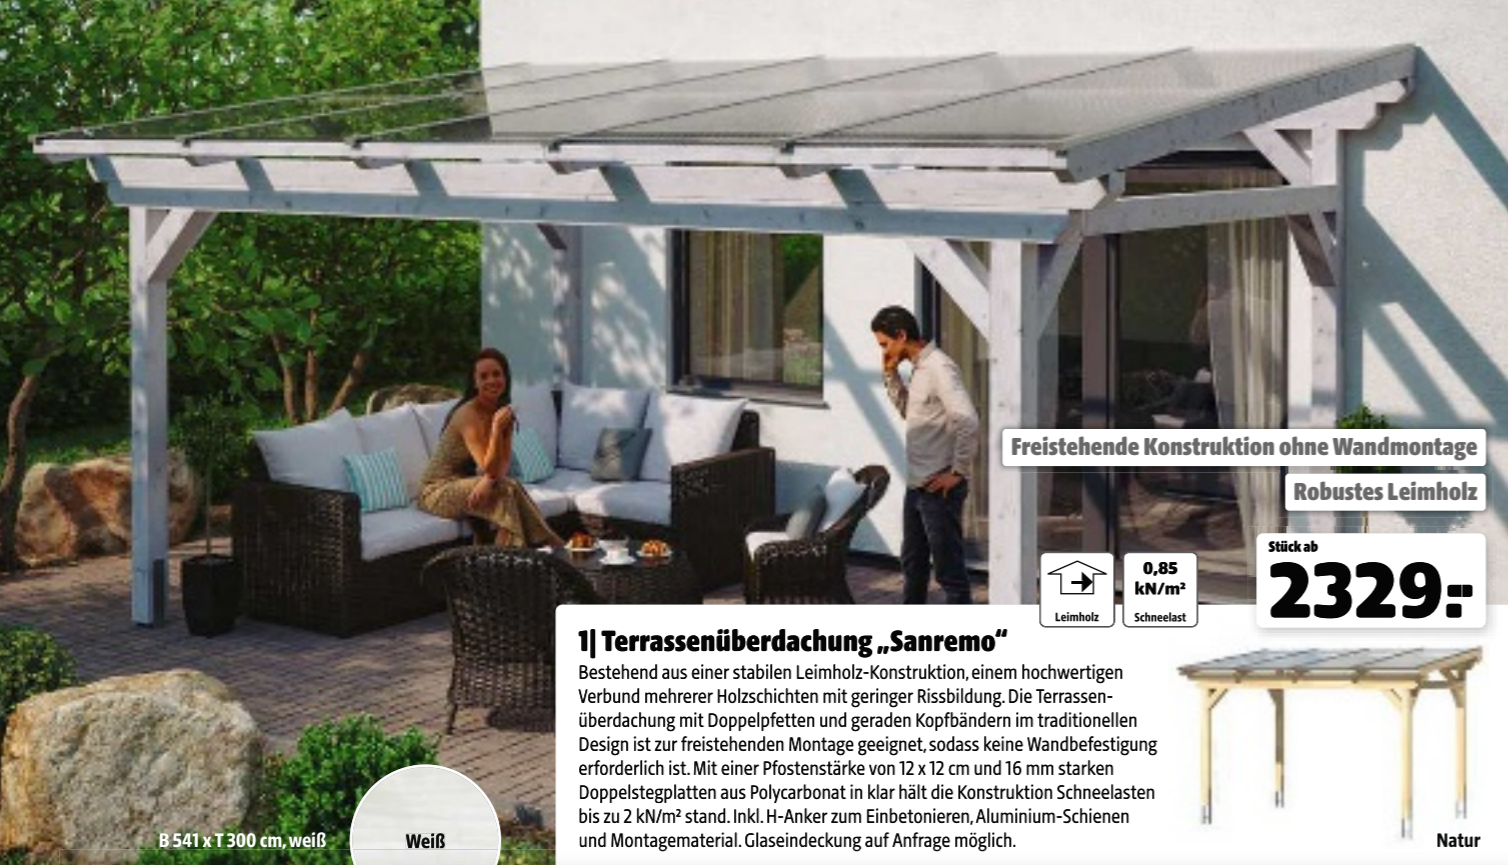 Freistehende Konstruktion ohne Wandmontage
Robustes Leimholz
Stück ab
2329:-
Leimholz
0,85
kN/m²
Schneelast
1| Terrassenüberdachung „Sanremo“
Bestehend aus einer stabilen Leimholz-Konstruktion, einem hochwertigen
Verbund mehrerer Holzschichten mit geringer Rissbildung. Die Terrassen-
überdachung mit Doppelpfetten und geraden Kopfbändern im traditionellen
Design ist zur freistehenden Montage geeignet, sodass keine Wandbefestigung
erforderlich ist. Mit einer Pfostenstärke von 12 x 12 cm und 16 mm starken
Doppelstegplatten aus Polycarbonat in klar hält die Konstruktion Schneelasten
bis zu 2 kN/m² stand. Inkl. H-Anker zum Einbetonieren, Aluminium-Schienen
und Montagematerial. Glaseindeckung auf Anfrage möglich.
B 541 x T 300 cm, weiß
Weiß
Natur